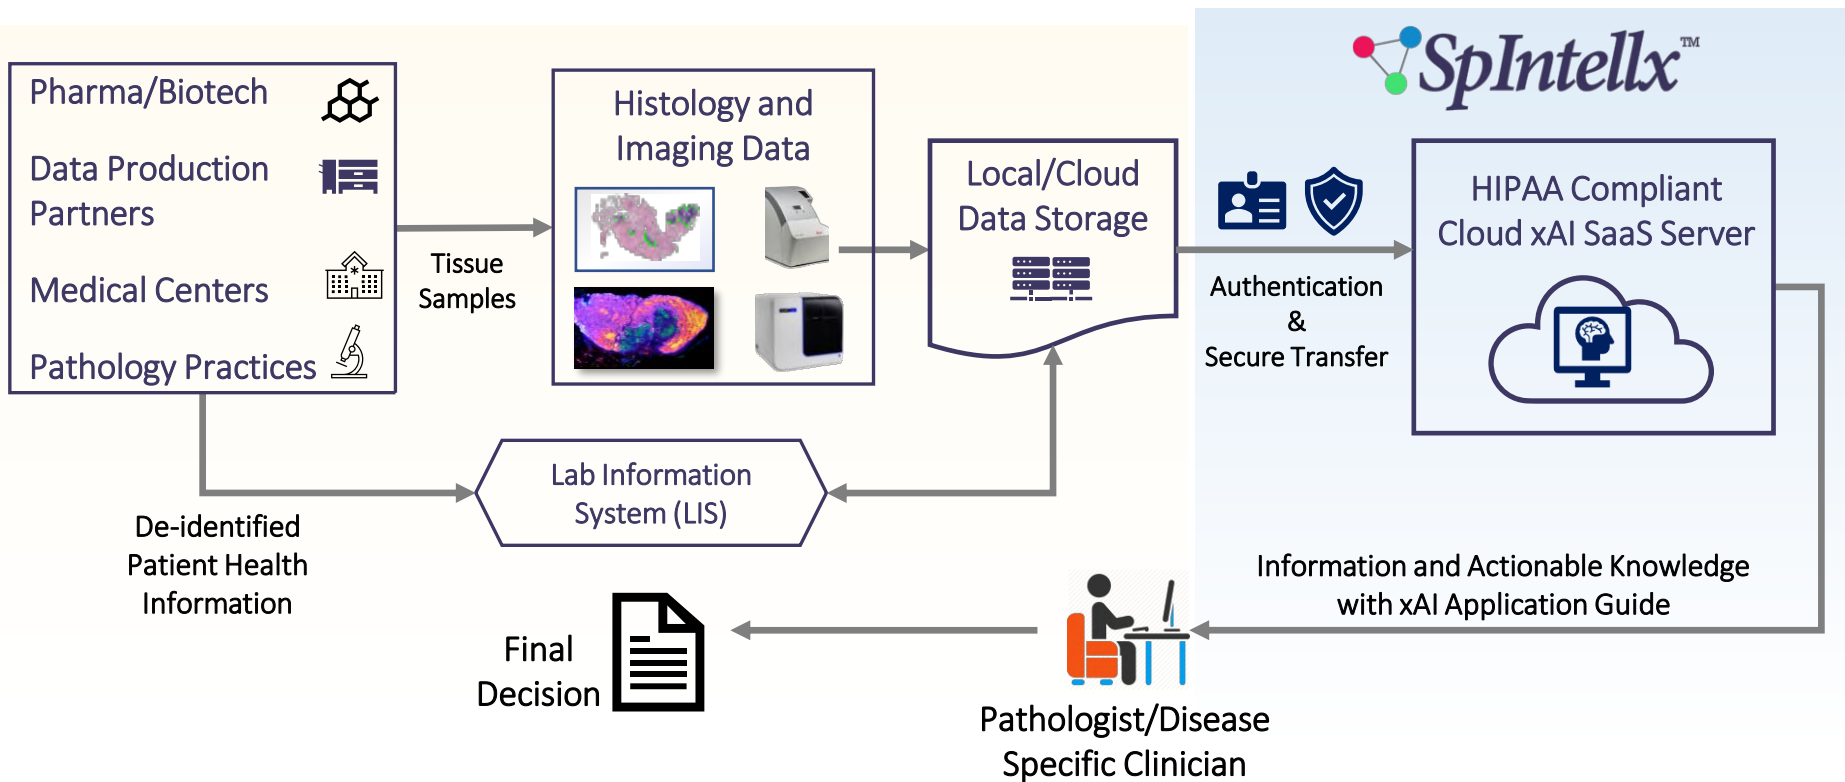 Pharma/Biotech
Data Production
Partners
Medical Centers
Pathology Practices
Tissue
Samples
Histology and
Imaging Data
Local/Cloud
Data Storage
SpIntellx™
Authentication
&
Secure Transfer
HIPAA Compliant
Cloud xAI SaaS Server
De-identified
Patient Health
Information
Lab Information
System (LIS)
Information and Actionable Knowledge
with xAI Application Guide
Pathologist/Disease
Specific Clinician
Final
Decision